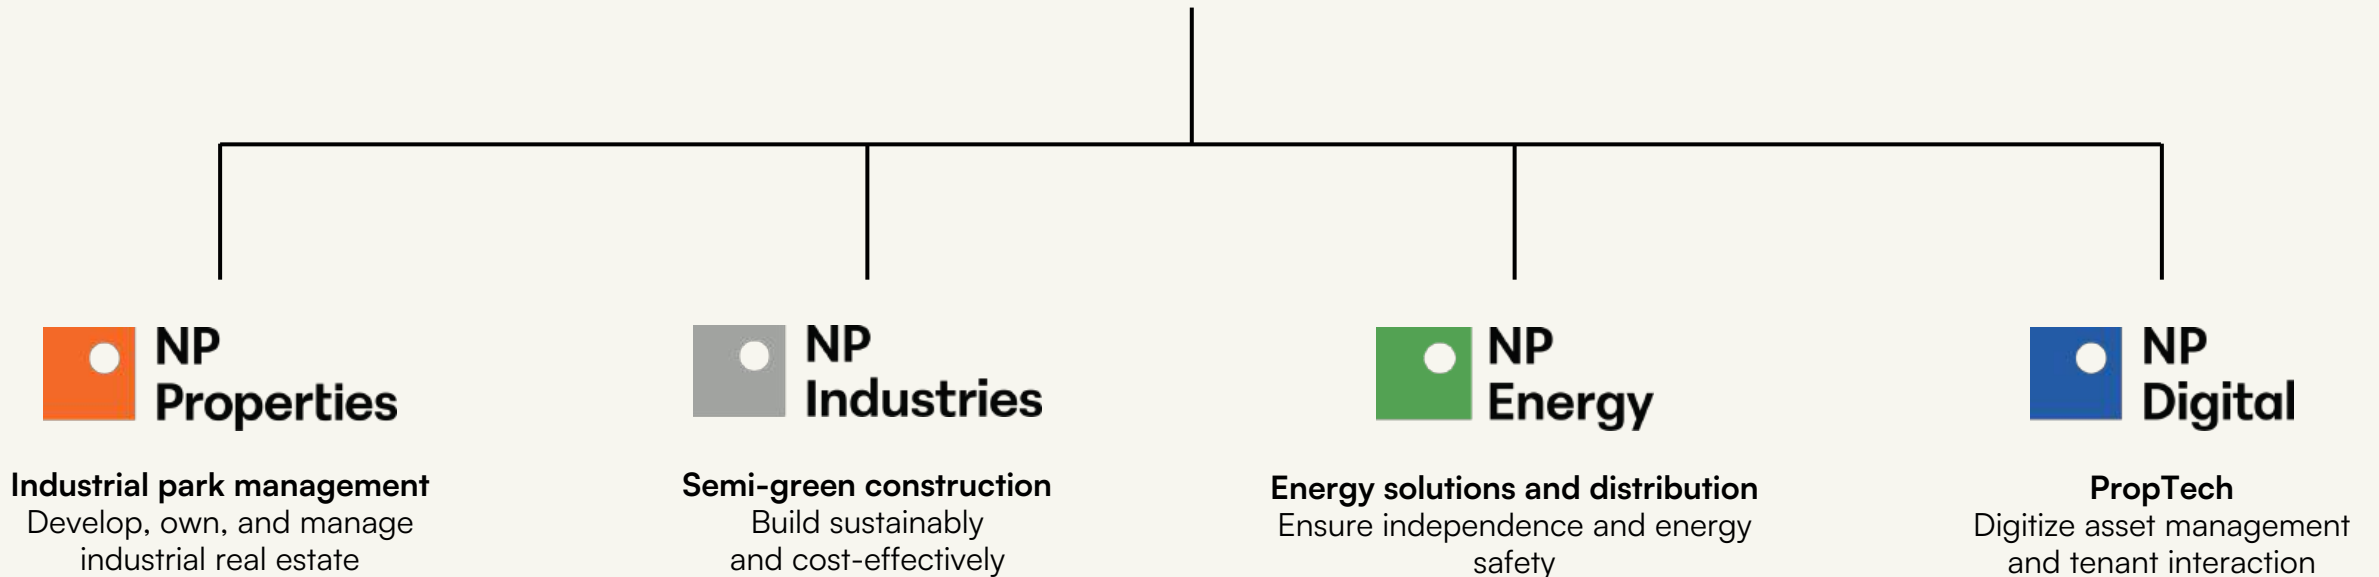 NP
Properties
Industrial park management
Develop, own, and manage
industrial real estate
NP
Industries
Semi-green construction
Build sustainably
and cost-effectively
NP
Energy
Energy solutions and distribution
Ensure independence and energy
safety
NP
Digital
PropTech
Digitize asset management
and tenant interaction